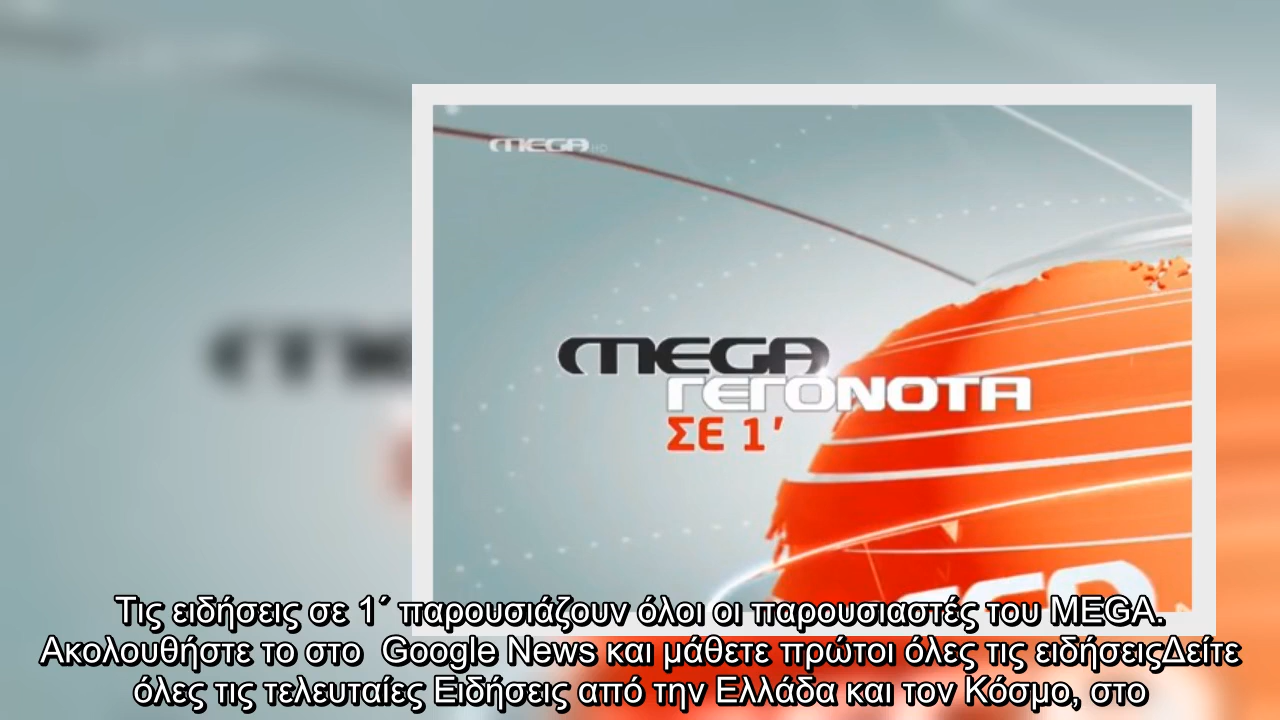 MEGA HD
MEGA
ΓΕΓΟΝΟΤΑ
ΣΕ 1'
Τις ειδήσεις σε 1΄ παρουσιάζουν όλοι οι παρουσιαστές του MEGA.
Ακολουθήστε το στο  Google News και μάθετε πρώτοι όλες τις ειδήσειςΔείτε
όλες τις τελευταίες Ειδήσεις από την Ελλάδα και τον Κόσμο, στο